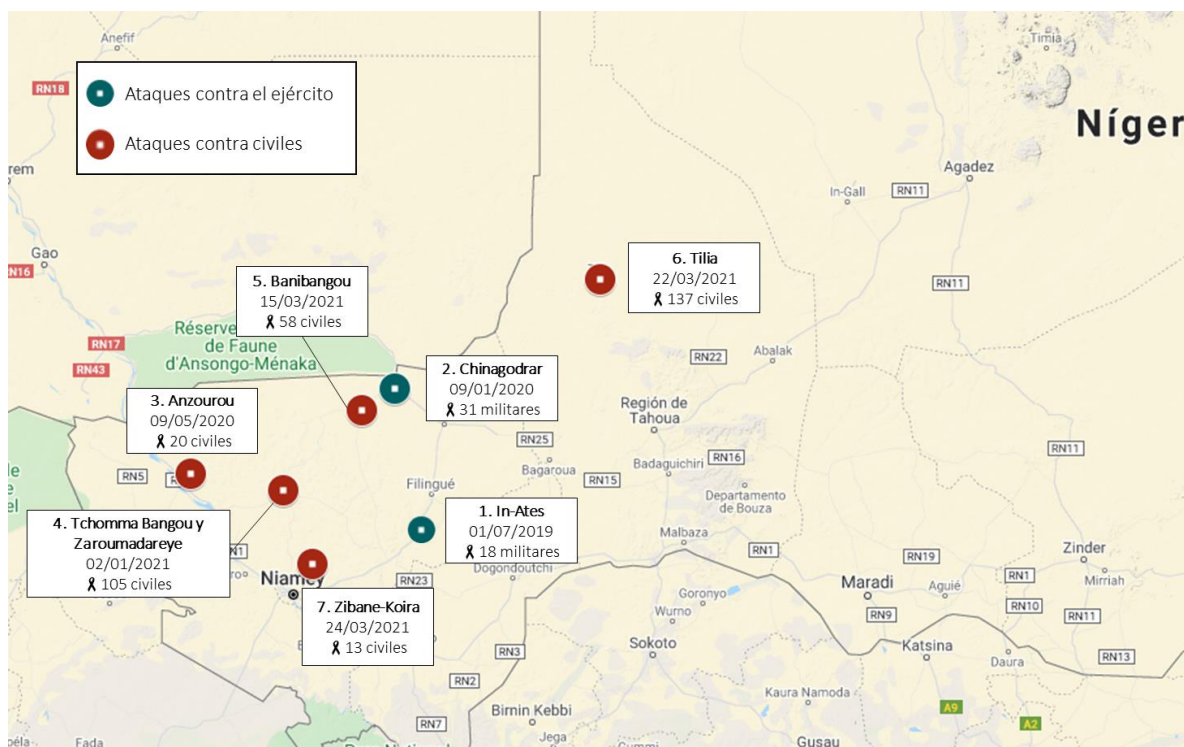 Anefif
Timia
RN18
Ataques contra el ejército
Ataques contra civiles
Níger
rem
Agadez
In-Gall
RN11
RN11
Gao
RN16
6. Tilia
22/03/2021
137 civiles
5. Banibangou
15/03/2021
58 civiles
RN11
Réserve
de Faune
d'Ansongo-Ménaka
RN17
RN43
RN22
Abalak
2. Chinagodrar
09/01/2020
31 militares
3. Anzourou
09/05/2020
20 civiles
Región de
Tahoua
RN25
Bagaroua
Badaguichiri
RN16
RN11
RN5
Filingué
RN15
Departamento
de Bouza
4. Tchomma Bangou y
Zaroumadareye
02/01/2021
105 civiles
1. In-Ates
01/07/2019
18 militares
Malbaza
RN1
RN19
Zinder
Niamey
RN23
Dogondoutchi
Maradi
Aguié
RN1
Mirriah
RN10
RN9
RN11
7. Zibane-Koira
24/03/2021
13 civiles
Goronyo
Wurno
Sokoto
Katsina
Daura
RN13
RN3
RN2
Kaura Namoda
A9
A2
Birnin Kebbi
RN7
Jega
Fada
Gusau